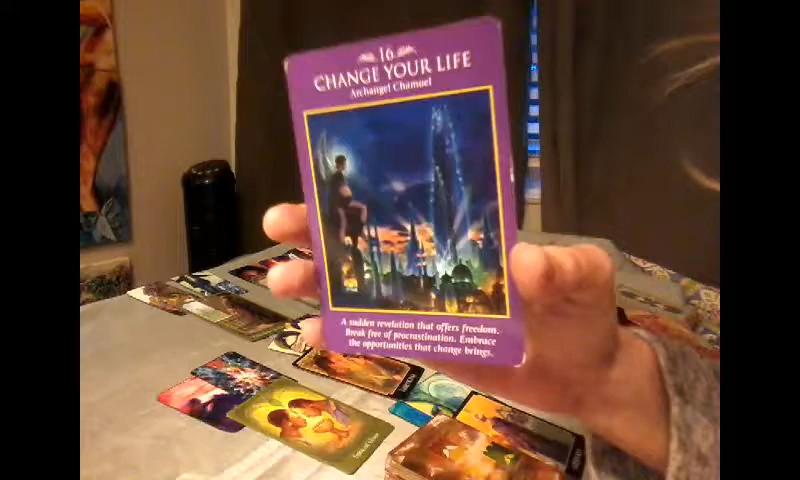 16
CHANGE YOUR LIFE
Archangel Chamuel
A sudden revelation that offers freedom.
Break free of procrastination. Embrace
the opportunities that change brings.